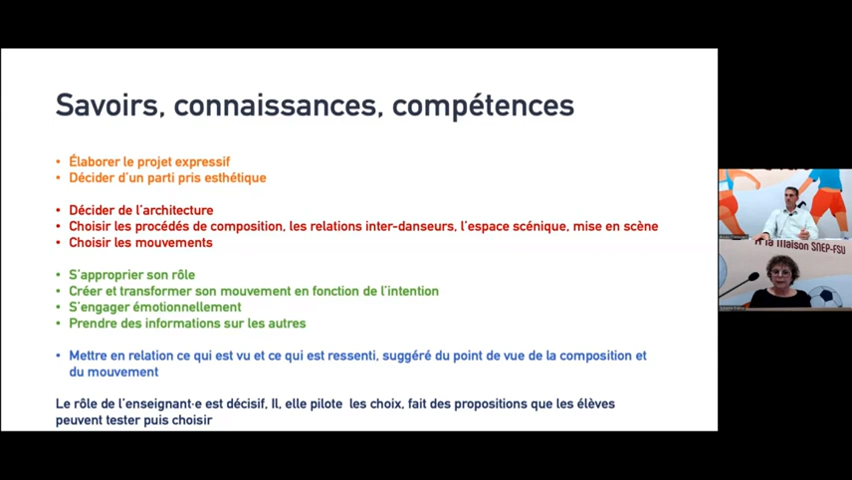 Savoirs, connaissances, compétences
• Élaborer le projet expressif
• Décider d'un parti pris esthétique
• Décider de l'architecture
• Choisir les procédés de composition, les relations inter-danseurs, l'espace scénique, mise en scène
• Choisir les mouvements
• S'approprier son rôle
• Créer et transformer son mouvement en fonction de l'intention
• S'engager émotionnellement
• Prendre des informations sur les autres
• Mettre en relation ce qui est vu et ce qui est ressenti, suggéré du point de vue de la composition et
du mouvement
Le rôle de l'enseignant·e est décisif, Il, elle pilote les choix, fait des propositions que les élèves
peuvent tester puis choisir
la maison SNEP-FSU